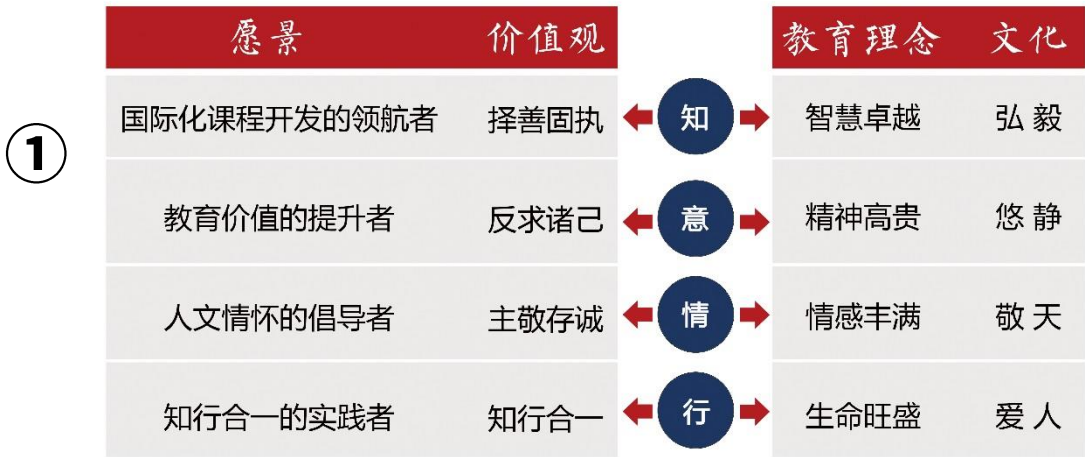 愿景 价值观 教育理念 文化
①
国际化课程开发的领航者 择善固执 知 智慧卓越 弘毅
教育价值的提升者 反求诸己 意 精神高贵 悠静
人文情怀的倡导者 主敬存诚 情 情感丰满 敬天
知行合一的实践者 知行合一 行 生命旺盛 爱人